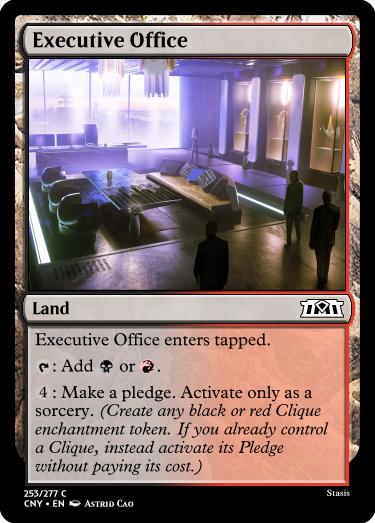 Executive Office
Land
Executive Office enters tapped.
: Add or .
4 : Make a pledge. Activate only as a
sorcery. (Create any black or red Clique
enchantment token. If you already control
a Clique, instead activate its Pledge
without paying its cost.)
253/277 C
Stasis
CNY • EN ASTRID CAO